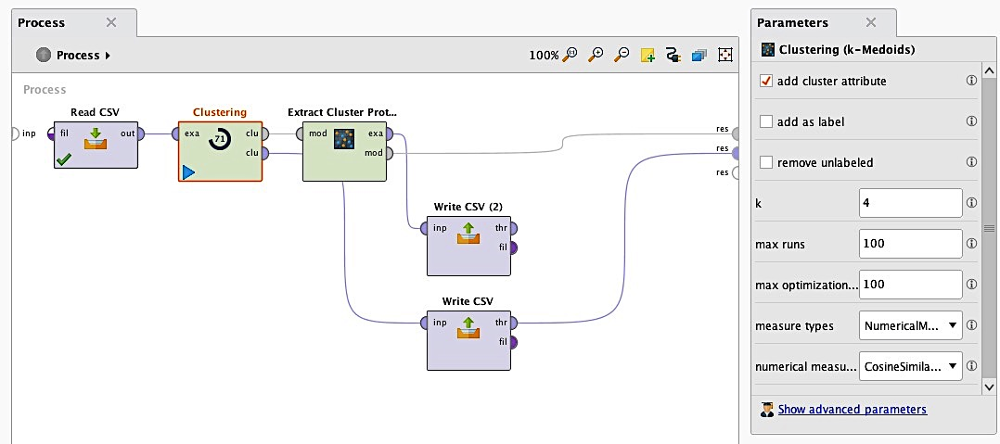 Process
Process
100%
Process
Read CSV
Clustering
Extract Cluster Prot...
inp
fil
out
exa
71
clu
clu
mod
exa
mod
res
res
res
Write CSV (2)
inp
thr
fil
Write CSV
inp
thr
fil
Parameters
Clustering (k-Medoids)
add cluster attribute
add as label
remove unlabeled
k
4
max runs
100
max optimization...
100
measure types
NumericalM...
numerical measu...
CosineSimila...
Show advanced parameters